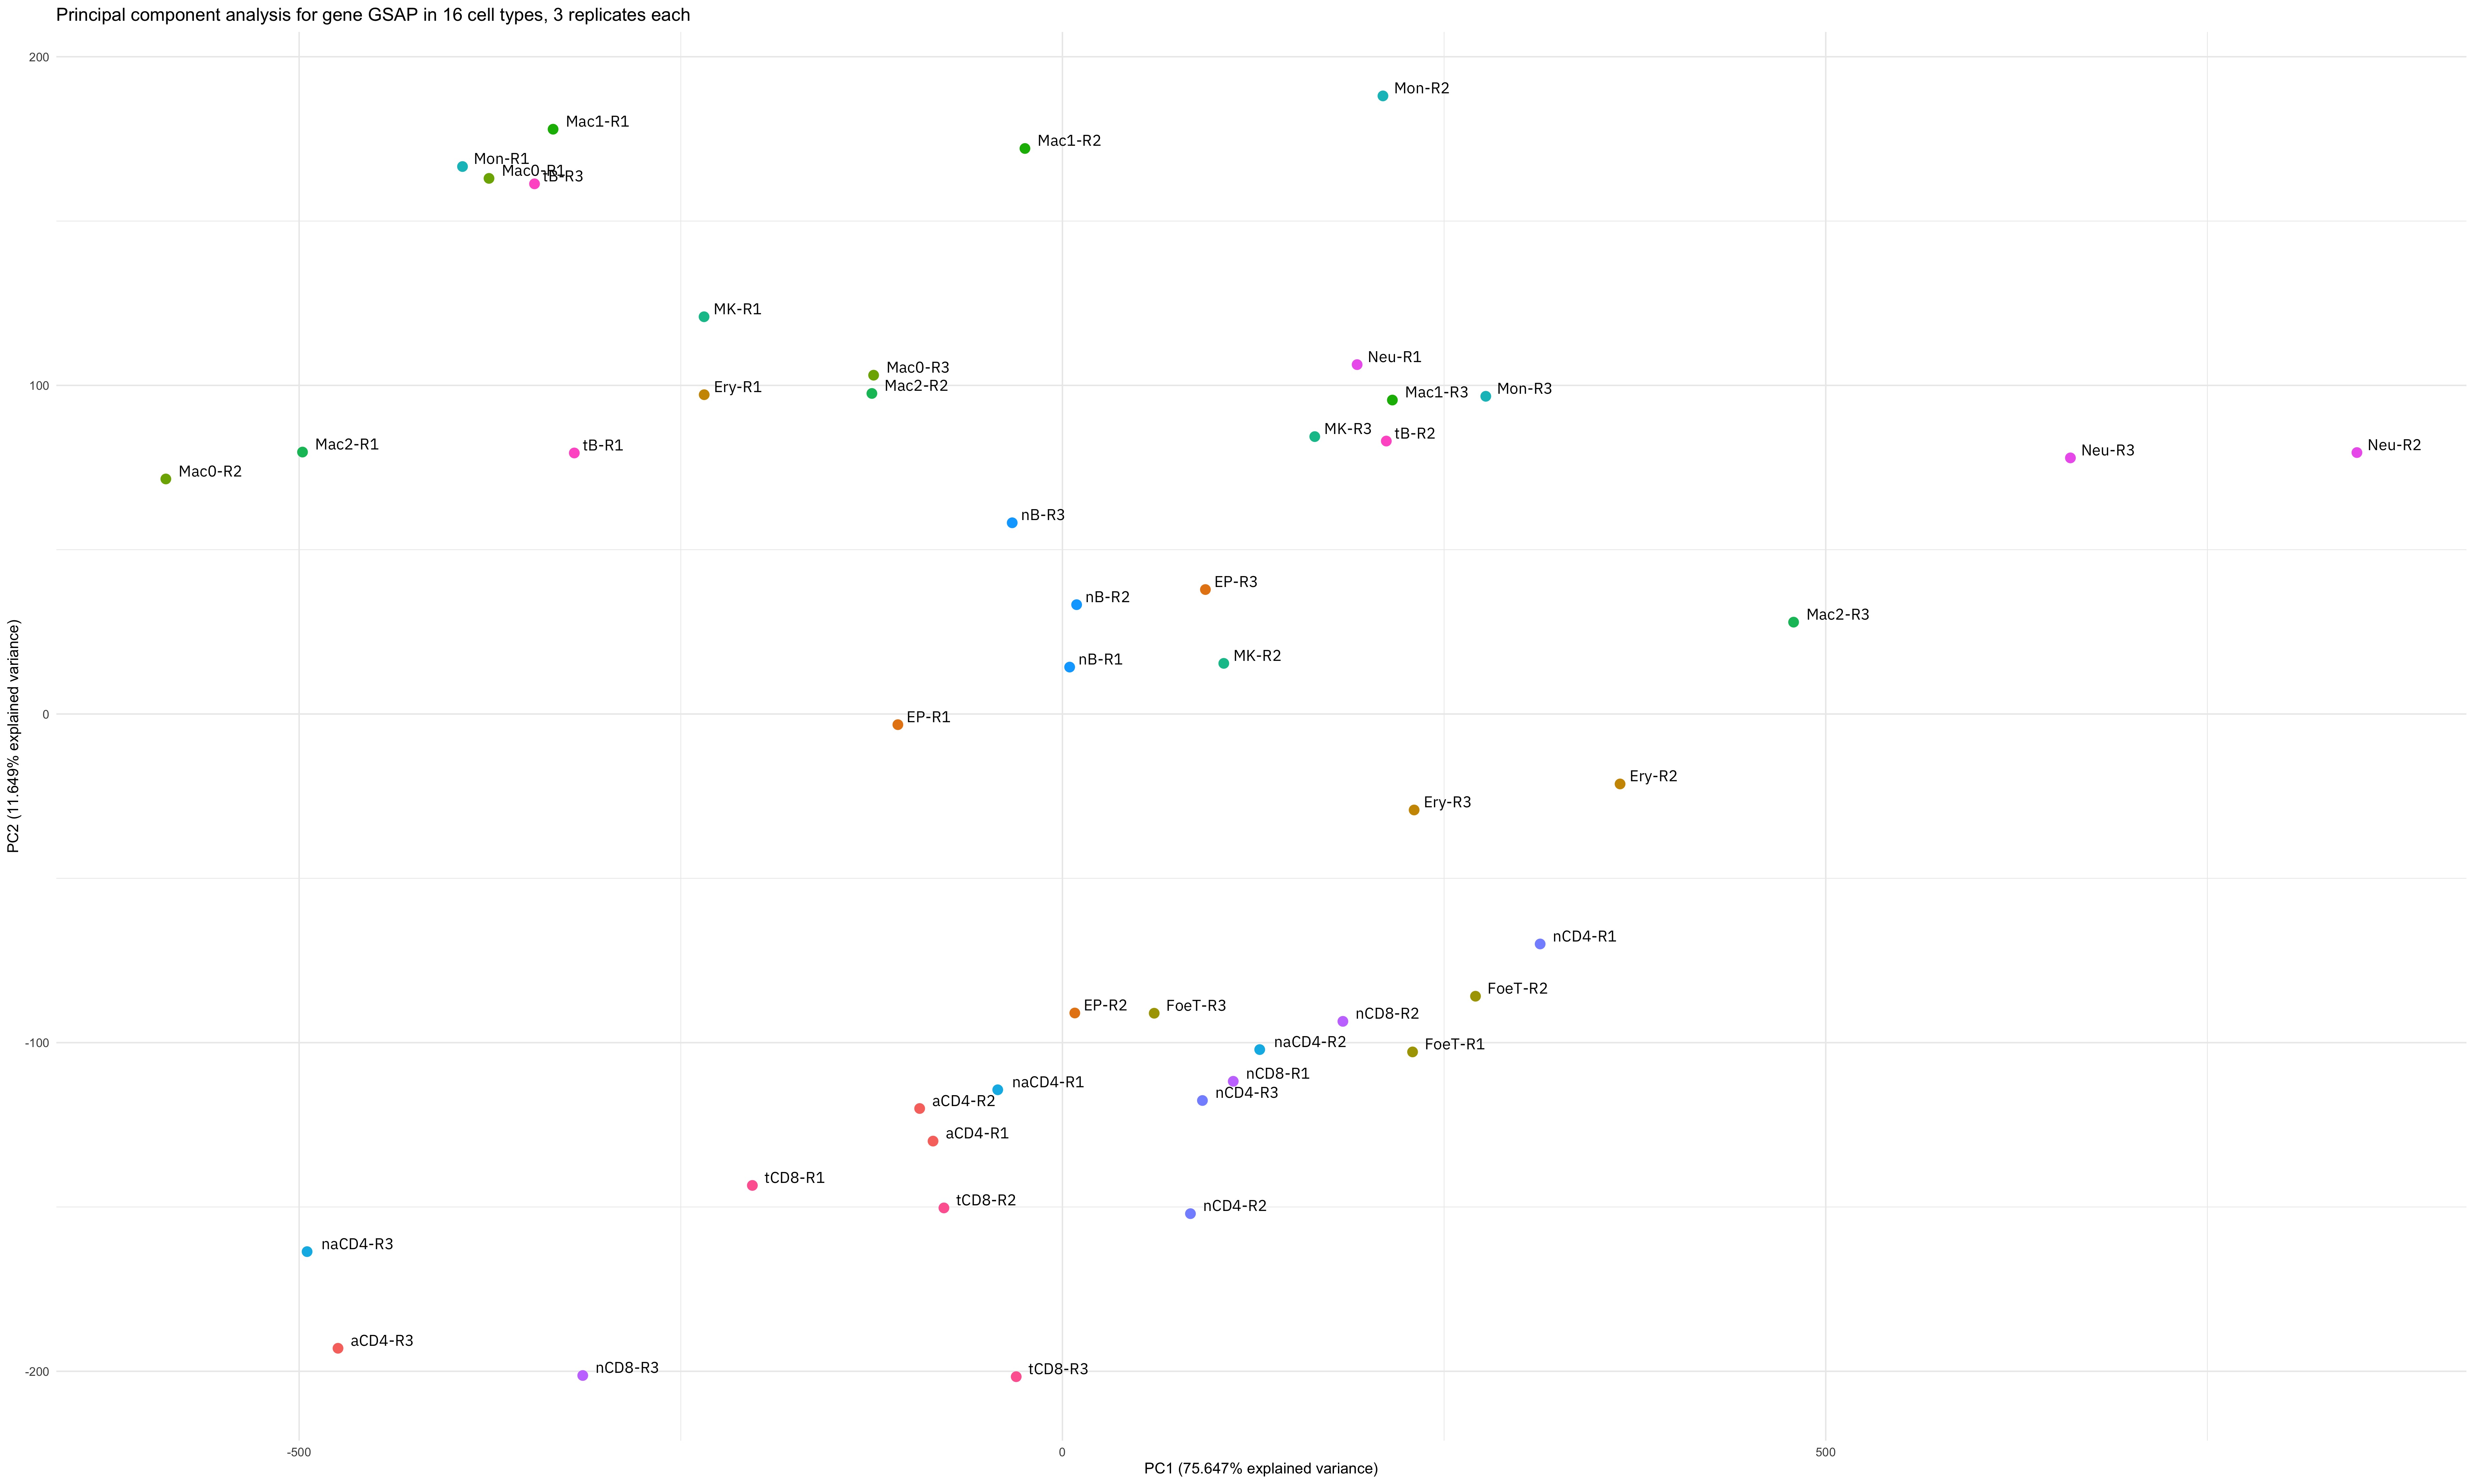 Principal component analysis for gene GSAP in 16 cell types, 3 replicates each
200
Mon-R2
Mac1-R1
Mac1-R2
Mon-R1
Mac0-R1
tB-R3
MK-R1
Neu-R1
Mac0-R3
100
Mac2-R2
Ery-R1
Mac1-R3
Mon-R3
MK-R3
tB-R2
Mac2-R1
tB-R1
Neu-R3
Neu-R2
Mac0-R2
nB-R3
EP-R3
nB-R2
Mac2-R3
nB-R1
MK-R2
0
EP-R1
PC2 (11.649% explained variance)
Ery-R2
Ery-R3
nCD4-R1
FoeT-R2
EP-R2
FoeT-R3
nCD8-R2
-100
naCD4-R2
FoeT-R1
nCD8-R1
naCD4-R1
nCD4-R3
aCD4-R2
aCD4-R1
tCD8-R1
tCD8-R2
nCD4-R2
naCD4-R3
aCD4-R3
-200
nCD8-R3
tCD8-R3
-500
0
500
PC1 (75.647% explained variance)